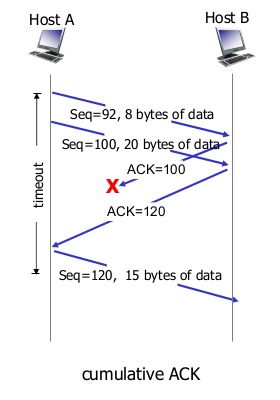 Host A
Host B
Seq=92, 8 bytes of data
Seq=100, 20 bytes of data
ACK=100
X
timeout
ACK=120
Seq=120,  15 bytes of data
cumulative ACK